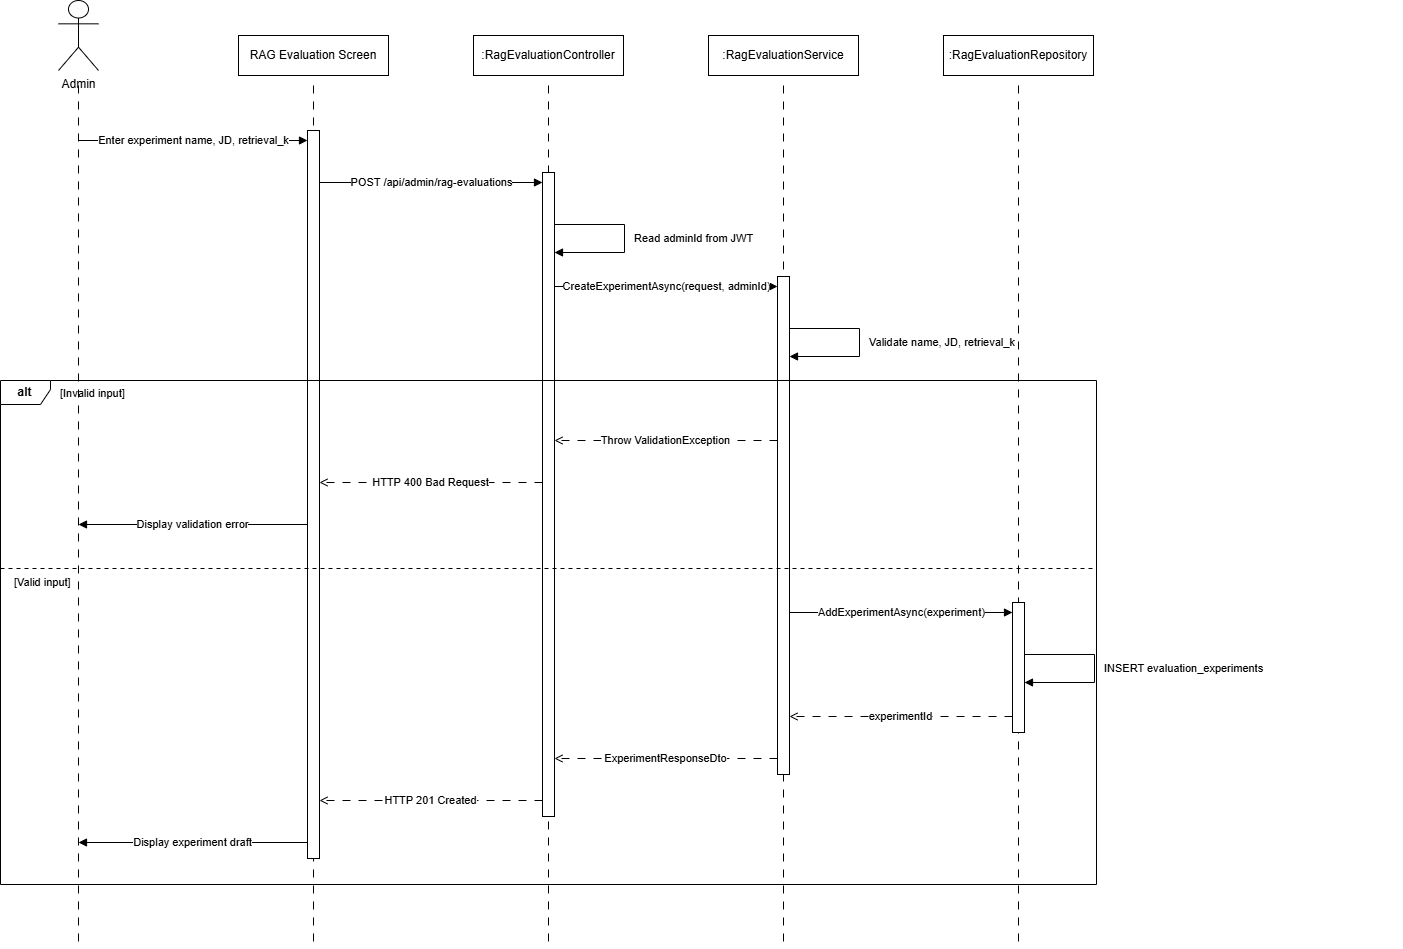 RAG Evaluation Screen
:RagEvaluationController
:RagEvaluationService
:RagEvaluationRepository
Admin
Enter experiment name, JD, retrieval_k
POST /api/admin/rag-evaluations
Read adminId from JWT
CreateExperimentAsync(request, adminId)
Validate name, JD, retrieval_k
alt
[Invalid input]
Throw ValidationException
HTTP 400 Bad Request
Display validation error
[Valid input]
AddExperimentAsync(experiment)
INSERT evaluation_experiments
experimentId
ExperimentResponseDto
HTTP 201 Created
Display experiment draft